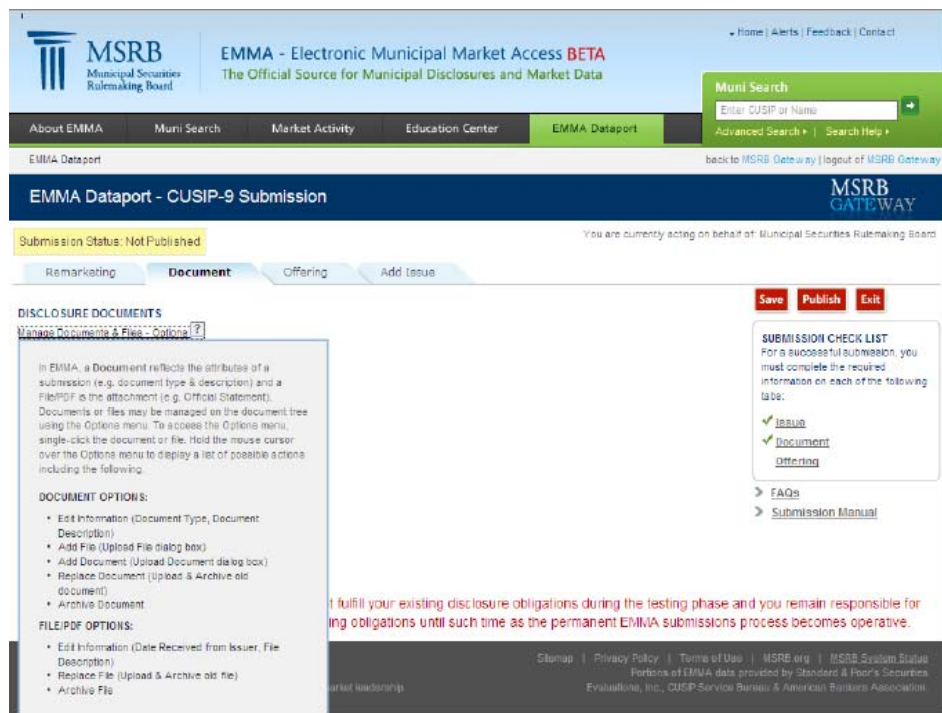 Home | Alerts | Feedback | Contact
MSRB
Municipal Securities
Rulemaking Board
EMMA - Electronic Municipal Market Access BETA
The Official Source for Municipal Disclosures and Market Data
Muni Search
Enter CUSIP or Name
Advanced Search | Search Help
About EMMA Muni Search Market Activity Education Center EMMA Dataport
EMMA Dataport
back to MSRB Gateway | logout of MSRB Gateway
EMMA Dataport - CUSIP-9 Submission
MSRB
GATEWAY
Submission Status: Not Published
You are currently acting on behalf of: Municipal Securities Rulemaking Board
Remarketing Document Offering Add Issue
Save Publish Exit
DISCLOSURE DOCUMENTS
Manage Documents & Files - Options ?
In EMMA, a Document reflects the attributes of a
submission (e.g. document type & description) and a
File/PDF is the attachment (e.g. Official Statement).
Documents or files may be managed on the document tree
using the Options menu. To access the Options menu,
single-click the document or file. Hold the mouse cursor
over the Options menu to display a list of possible actions
including the following.
DOCUMENT OPTIONS:
• Edit Information (Document Type, Document
Description)
• Add File (Upload File dialog box)
• Add Document (Upload Document dialog box)
• Replace Document (Upload & Archive old
document)
• Archive Document
FILE/PDF OPTIONS:
• Edit Information (Date Received from Issuer, File
Description)
• Replace File (Upload & Archive old file)
• Archive File
SUBMISSION CHECK LIST
For a successful submission, you
must complete the required
information on each of the following
tabs:
Issue
Document
Offering
FAQs
Submission Manual
t fulfill your existing disclosure obligations during the testing phase and you remain responsible for
ing obligations until such time as the permanent EMMA submissions process becomes operative.
Sitemap | Privacy Policy | Terms of Use | MSRB.org | MSRB System Status
Portions of EMMA data provided by Standard & Poor's Securities
Evaluations, Inc., CUSIP Service Bureau & American Bankers Association.
arket leadership